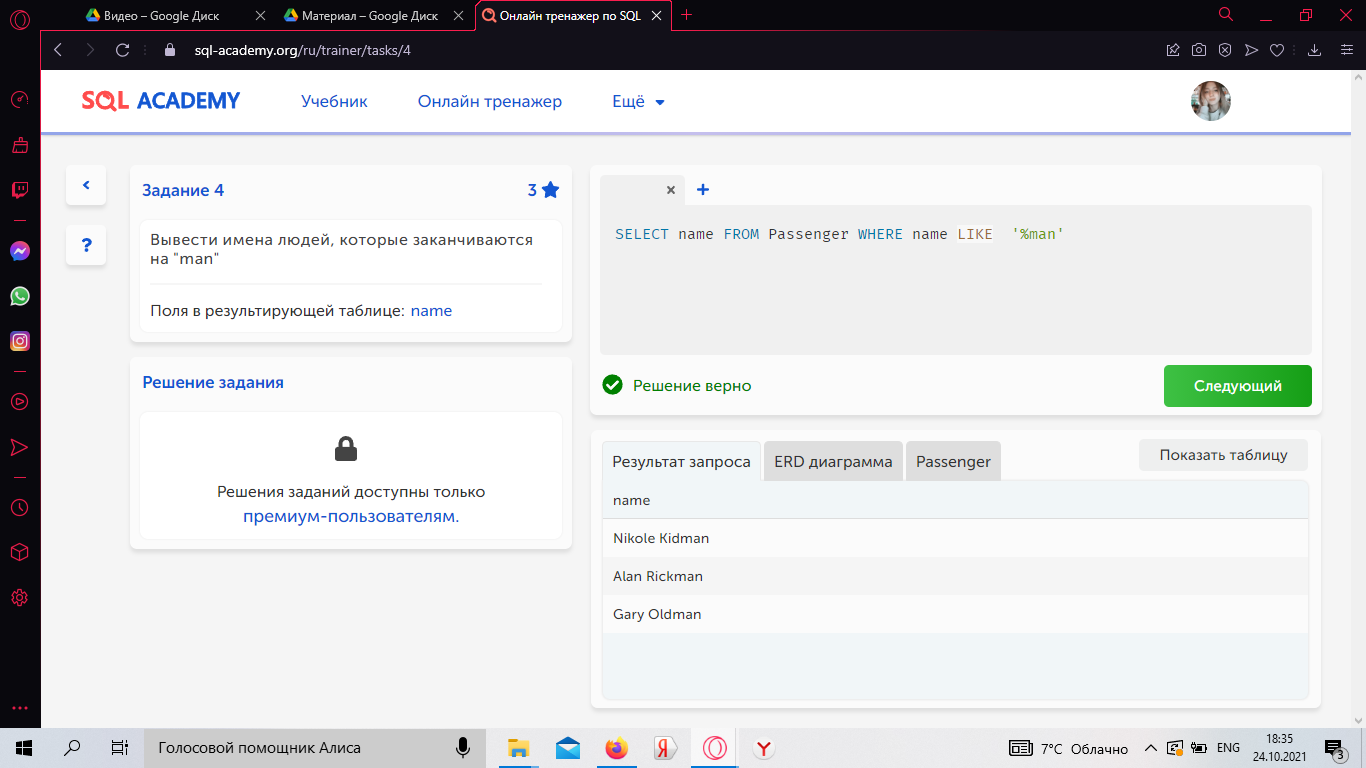 Видео – Google Диск
Материал – Google Диск
Онлайн тренажер по SQL
sql-academy.org/ru/trainer/tasks/4
SQL ACADEMY
Учебник
Онлайн тренажер
Ещё
Задание 4
3
Вывести имена людей, которые заканчиваются
на "man"
Поля в результирующей таблице: name
Решение задания
Решения заданий доступны только
премиум-пользователям.
SELECT name FROM Passenger WHERE name LIKE '%man'
Решение верно
Следующий
Результат запроса
ERD диаграмма
Passenger
Показать таблицу
name
Nikole Kidman
Alan Rickman
Gary Oldman
Голосовой помощник Алиса
7°C Облачно
ENG
18:35
24.10.2021
3